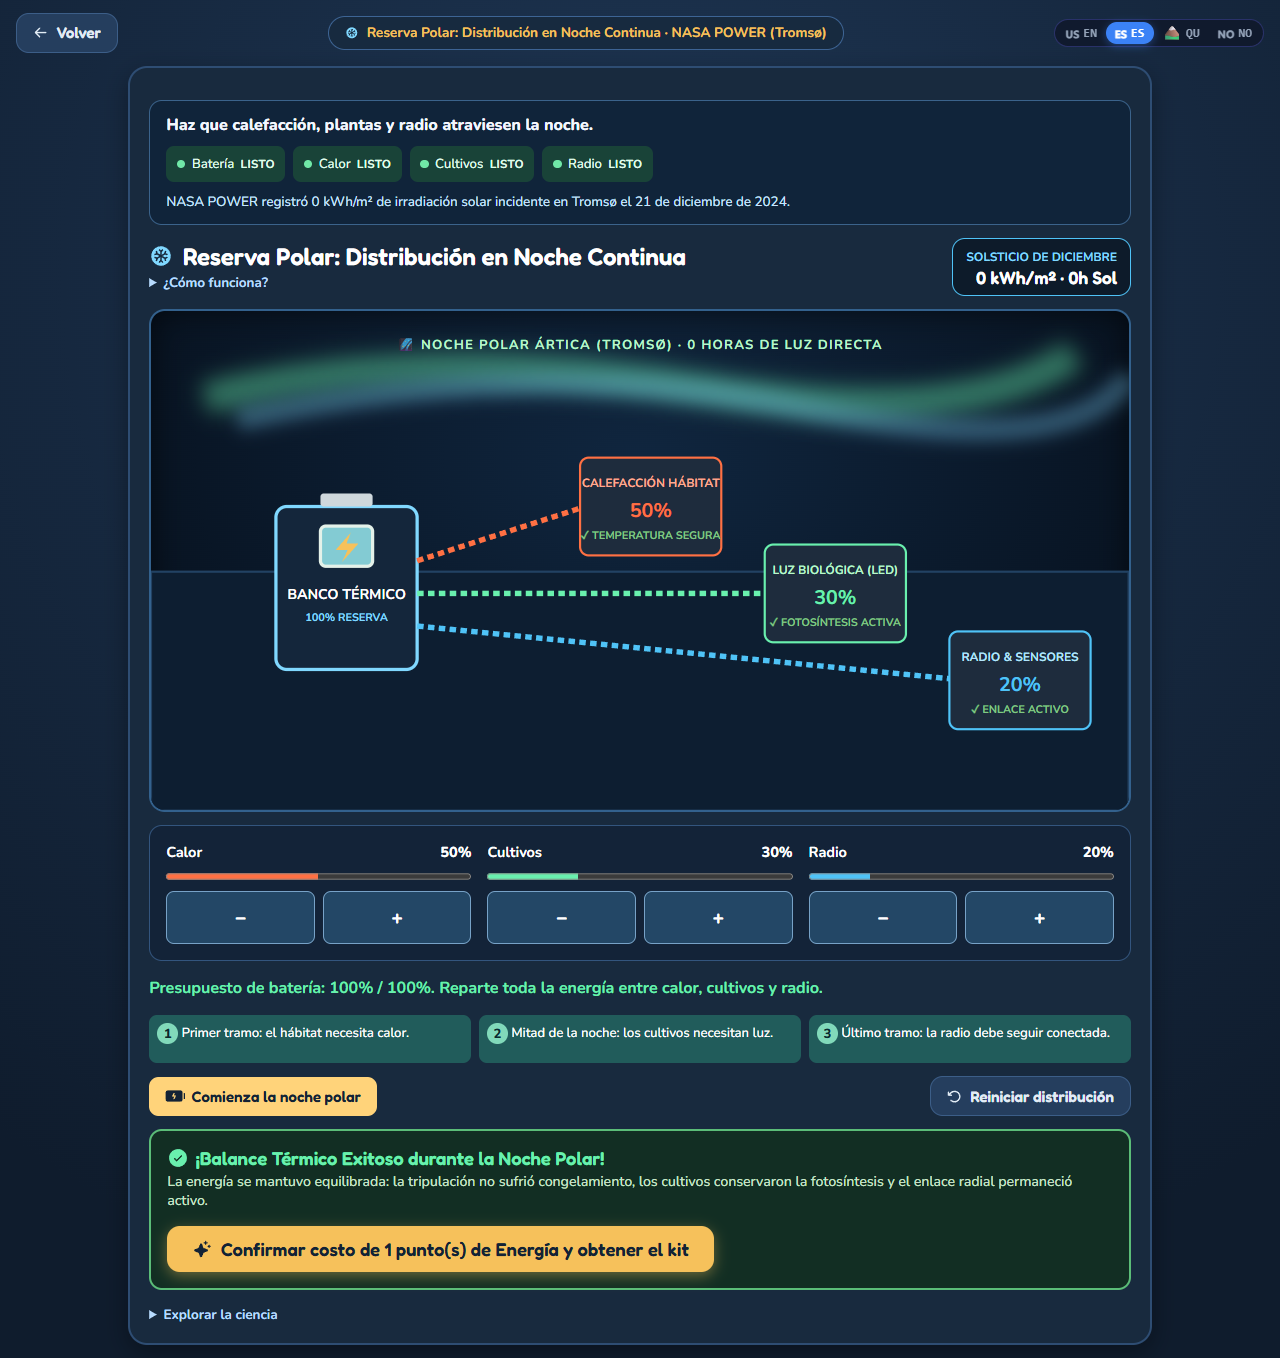 Volver
Reserva Polar: Distribución en Noche Continua · NASA POWER (Tromsø)
US EN ES ES QU NO NO
Haz que calefacción, plantas y radio atraviesen la noche.
Batería LISTO Calor LISTO Cultivos LISTO Radio LISTO
NASA POWER registró 0 kWh/m² de irradiación solar incidente en Tromsø el 21 de diciembre de 2024.
Reserva Polar: Distribución en Noche Continua
¿Cómo funciona?
SOLSTICIO DE DICIEMBRE
0 kWh/m² · 0h Sol
NOCHE POLAR ÁRTICA (TROMSØ) · 0 HORAS DE LUZ DIRECTA
CALEFACCIÓN HÁBITAT
50%
✓ TEMPERATURA SEGURA
BANCO TÉRMICO
100% RESERVA
LUZ BIOLÓGICA (LED)
30%
✓ FOTOSÍNTESIS ACTIVA
RADIO & SENSORES
20%
✓ ENLACE ACTIVO
Calor 50% Cultivos 30% Radio 20%
− + − + − +
Presupuesto de batería: 100% / 100%. Reparte toda la energía entre calor, cultivos y radio.
1 Primer tramo: el hábitat necesita calor.
2 Mitad de la noche: los cultivos necesitan luz.
3 Último tramo: la radio debe seguir conectada.
Comienza la noche polar
Reiniciar distribución
¡Balance Térmico Exitoso durante la Noche Polar!
La energía se mantuvo equilibrada: la tripulación no sufrió congelamiento, los cultivos conservaron la fotosíntesis y el enlace radial permaneció
activo.
Confirmar costo de 1 punto(s) de Energía y obtener el kit
Explorar la ciencia